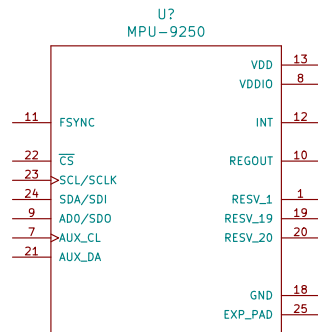 U?
MPU-9250
VDD 13
VDDIO 8
11 FSYNC
INT 12
22 C̅S̅
REGOUT 10
23 SCL/SCLK
24 SDA/SDI
RESV_1 1
9 AD0/SDO
RESV_19 19
7 AUX_CL
RESV_20 20
21 AUX_DA
GND 18
EXP_PAD 25